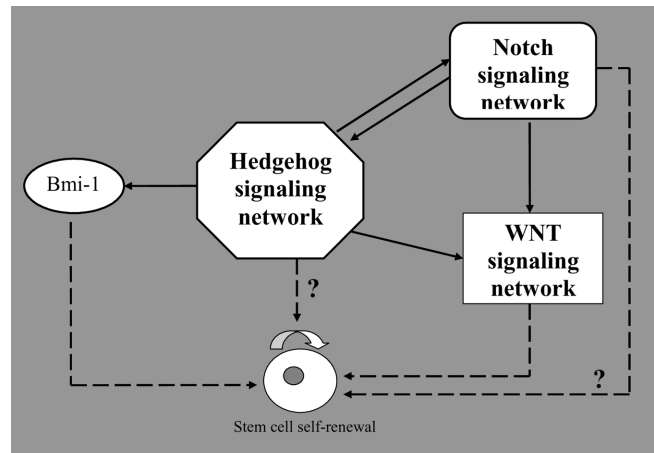 Notch
signaling
network
Hedgehog
signaling
network
Bmi-1
WNT
signaling
network
?
?
Stem cell self-renewal